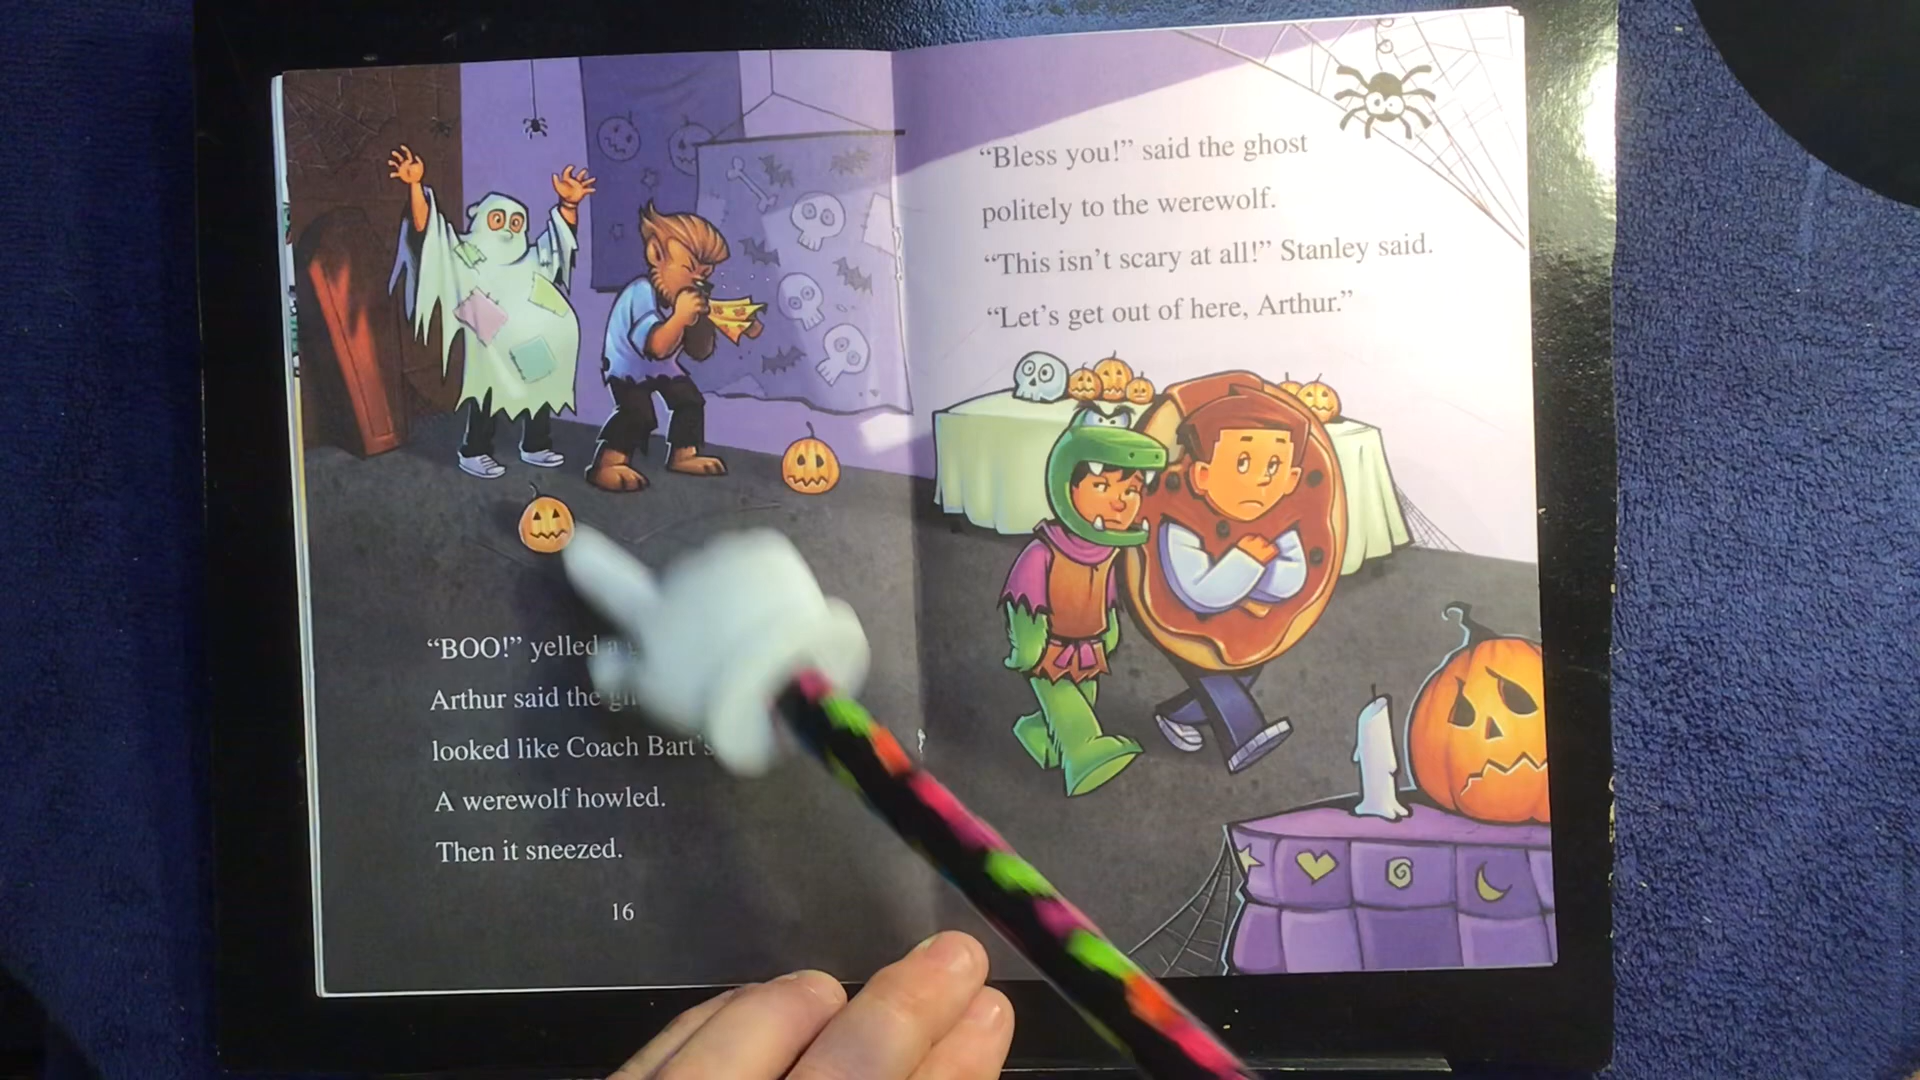 “BOO!” yelled a
Arthur said the
looked like Coach Bart’s
A werewolf howled.
Then it sneezed.
16
“Bless you!” said the ghost
politely to the werewolf.
“This isn’t scary at all!” Stanley said.
“Let’s get out of here, Arthur.”